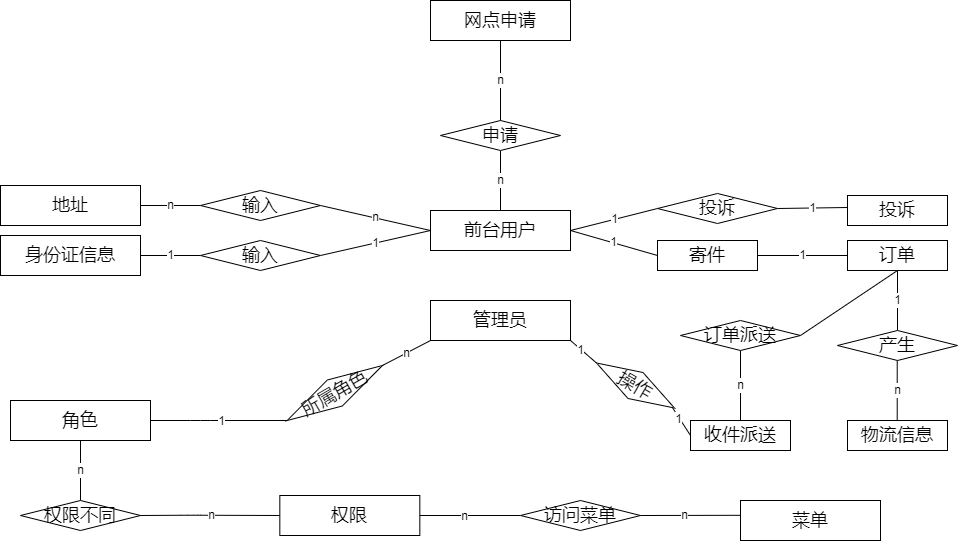 网点申请
n
申请
n
地址
n
输入
n
前台用户
1
投诉
1
投诉
身份证信息
1
输入
1
1
寄件
1
订单
管理员
订单派送
1
产生
n
所属角色
1
操作
n
n
角色
1
1
收件派送
物流信息
n
权限不同
n
权限
n
访问菜单
n
菜单